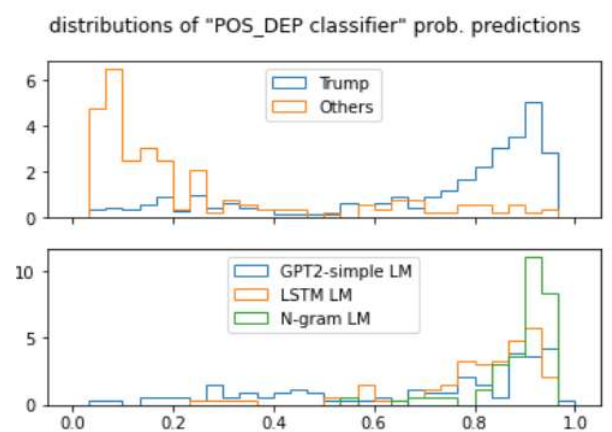 distributions of "POS_DEP classifier" prob. predictions
6
4
2
0
Trump
Others
10
5
0
GPT2-simple LM
LSTM LM
N-gram LM
0.0 0.2 0.4 0.6 0.8 1.0